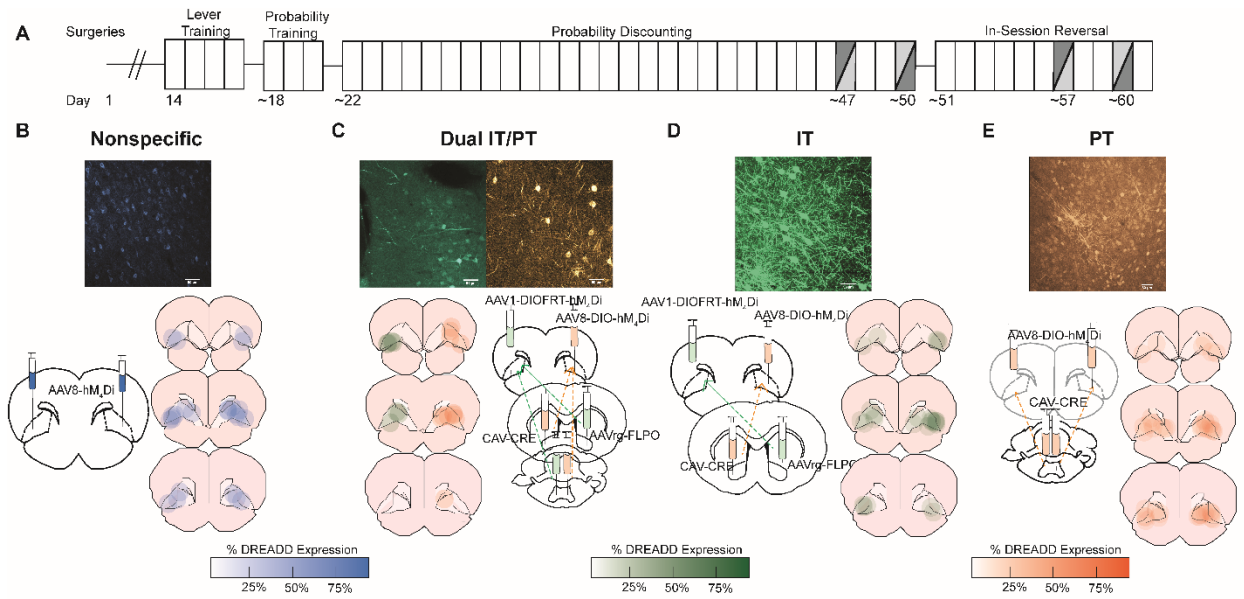 A
Surgeries
Lever
Training
Probability
Training
Probability Discounting
In-Session Reversal
Day 1
14
~18
~22
~47
~50
~51
~57
~60
B
Nonspecific
AAV8-hM₄Di
C
Dual IT/PT
AAV1-DIOFRT-hM₄Di
AAV8-DIO-hM₄Di
CAV-CRE
AAVrg-FLPO
D
IT
AAV1-DIOFRT-hM₄Di
AAV8-DIO-hM₄Di
CAV-CRE
AAVrg-FLPO
E
PT
AAV8-DIO-hM₄Di
CAV-CRE
% DREADD Expression
25% 50% 75%
% DREADD Expression
25% 50% 75%
% DREADD Expression
25% 50% 75%